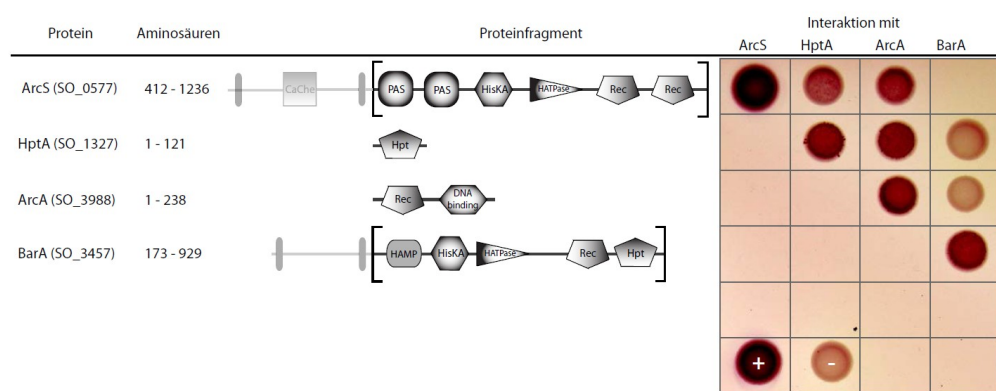 Interaktion mit
Protein Aminosäuren Proteinfragment ArcS HptA ArcA BarA
ArcS (SO_0577) 412 - 1236 CaChe PAS PAS HisKA HATPase Rec Rec
HptA (SO_1327) 1 - 121 Hpt
ArcA (SO_3988) 1 - 238 Rec DNA
binding
BarA (SO_3457) 173 - 929 HAMP HisKA HATPase Rec Hpt
+ -